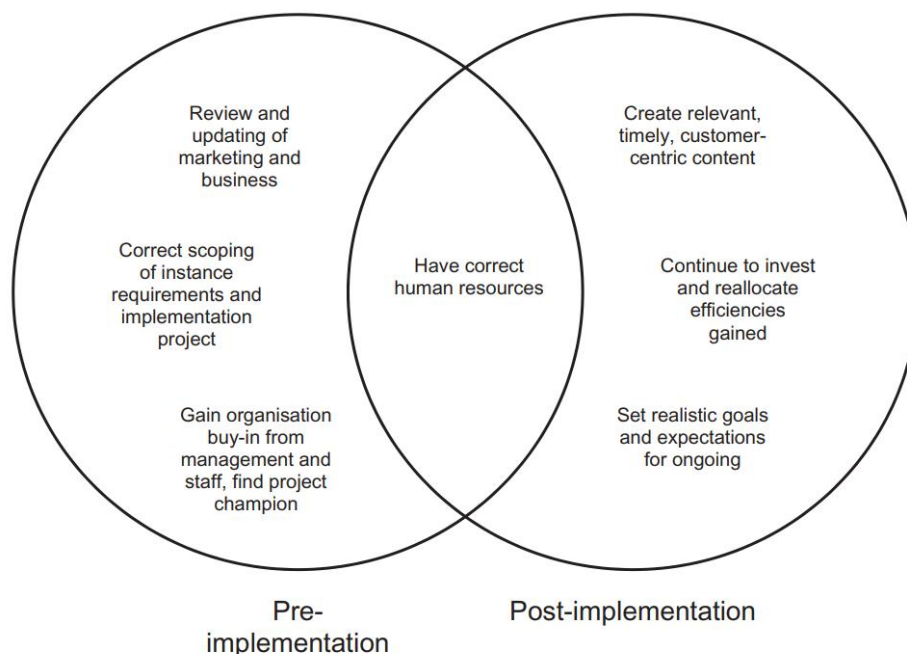 Review and
updating of
marketing and
business
Correct scoping
of instance
requirements and
implementation
project
Gain organisation
buy-in from
management and
staff, find project
champion
Have correct
human resources
Create relevant,
timely, customer-
centric content
Continue to invest
and reallocate
efficiencies
gained
Set realistic goals
and expectations
for ongoing
Pre-
implementation
Post-implementation